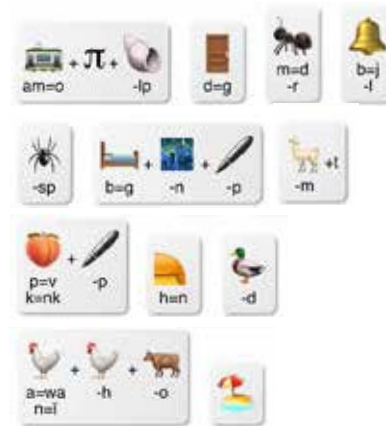 + π +
am=o -lp d=g m=d b=j
-r -l
+ + +t
-sp b=g -n -p -m
+
p=v -p h=n -d
k=nk
+ +
a=wa -h -o
n=l